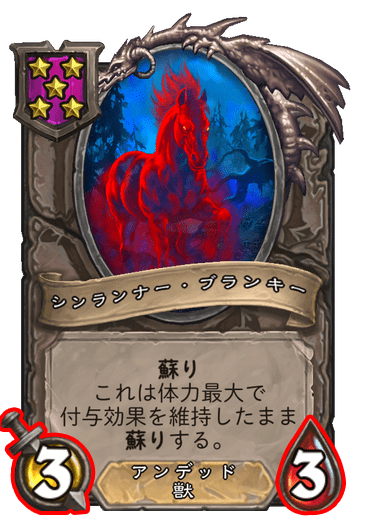 シンランナー・ブランキー
蘇り
これは体力最大で
付与効果を維持したまま
蘇りする。
3
アンデッド
獣
3